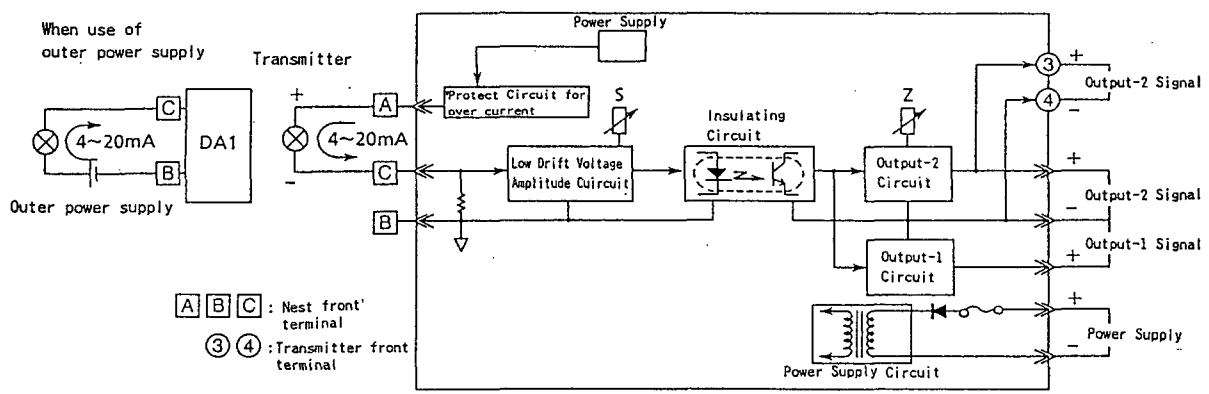 When use of
outer power supply
C
4~20mA
B
DA1
Outer power supply
Transmitter
+
4~20mA
-
A
C
B
Power Supply
"Protect Circuit for
over current
S
Low Drift Voltage
Amplitude Cuircuit
Insulating
Circuit
Z
Output-2
Circuit
Output-1
Circuit
Power Supply Circuit
3
4
+
Output-2 Signal
-
+
Output-2 Signal
-
Output-1 Signal
+
+
Power Supply
-
A B C : Nest front'
terminal
3 4 : Transmitter front
terminal